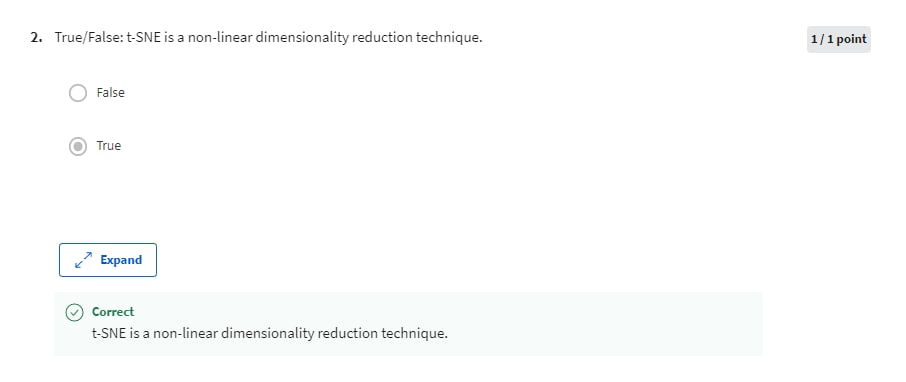 2. True/False: t-SNE is a non-linear dimensionality reduction technique.
1 / 1 point
False
True
Expand
Correct
t-SNE is a non-linear dimensionality reduction technique.